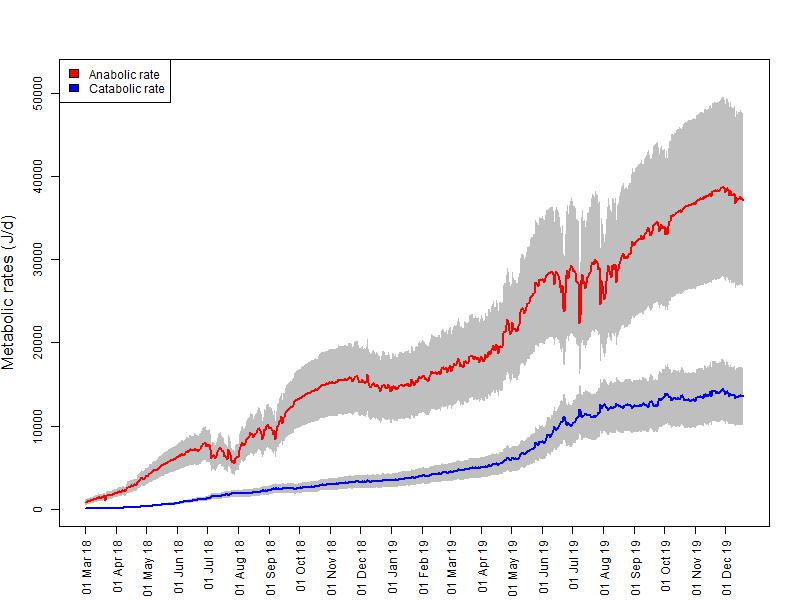 Anabolic rate
Catabolic rate
Metabolic rates (J/d)
50000
40000
30000
20000
10000
0
01 Mar 18
01 Apr 18
01 May 18
01 Jun 18
01 Jul 18
01 Aug 18
01 Sep 18
01 Oct 18
01 Nov 18
01 Dec 18
01 Jan 19
01 Feb 19
01 Mar 19
01 Apr 19
01 May 19
01 Jun 19
01 Jul 19
01 Aug 19
01 Sep 19
01 Oct 19
01 Nov 19
01 Dec 19